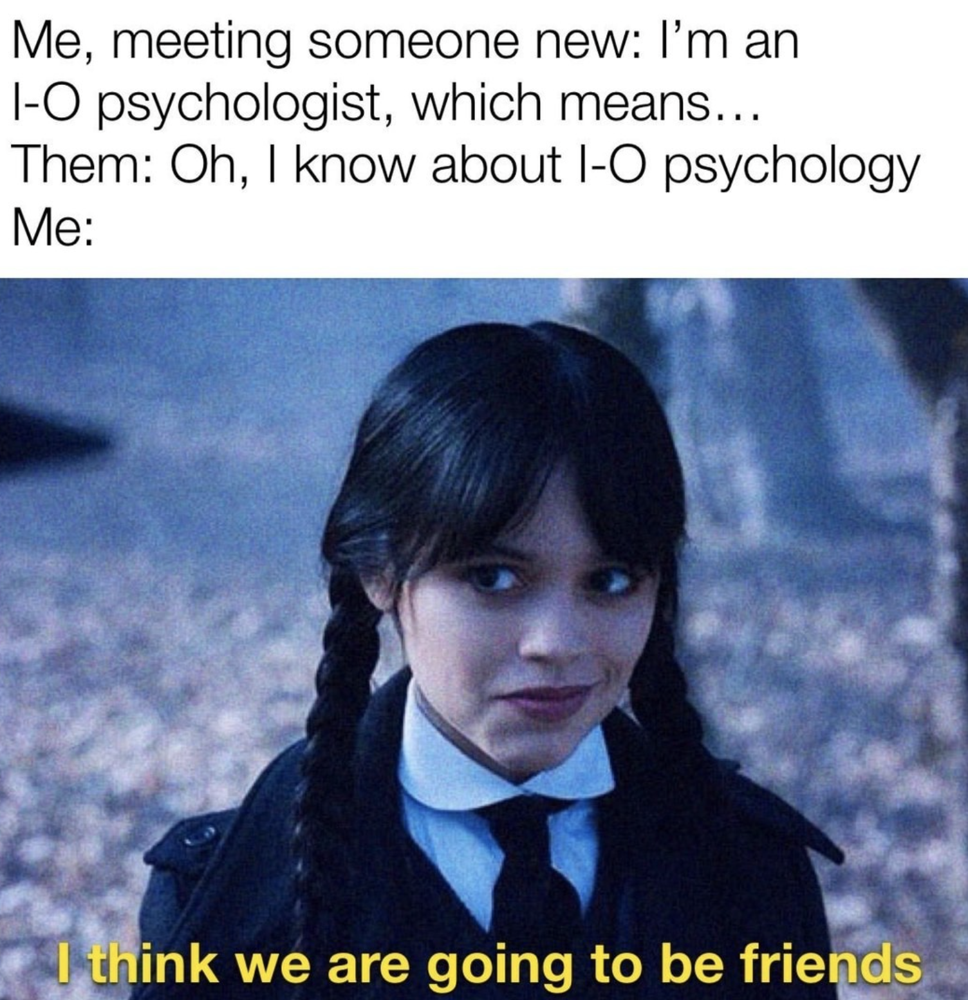 Me, meeting someone new: I’m an
I-O psychologist, which means…
Them: Oh, I know about I-O psychology
Me:
I think we are going to be friends